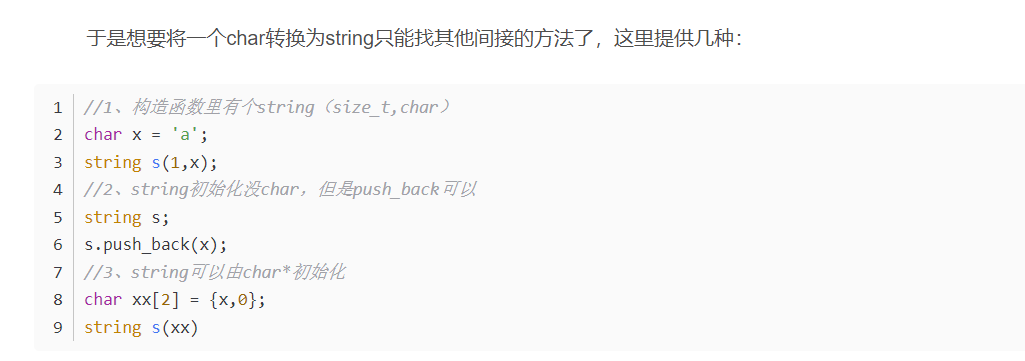 于是想要将一个char转换为string只能找其他间接的方法了，这里提供几种：
1 //1、构造函数里有个string（size_t,char）
2 char x = 'a';
3 string s(1,x);
4 //2、string初始化没char，但是push_back可以
5 string s;
6 s.push_back(x);
7 //3、string可以由char*初始化
8 char xx[2] = {x,0};
9 string s(xx)